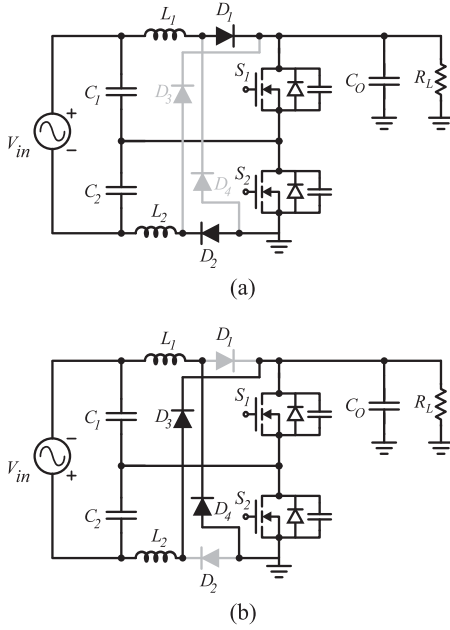 L1 D1
S1
C1 D3 CO RL
+
Vin
−
S2
C2 D4
L2
D2
(a)
L1 D1
S1 RL
C1 D3 CO
−
Vin
+
S2
C2 D4
L2
D2
(b)